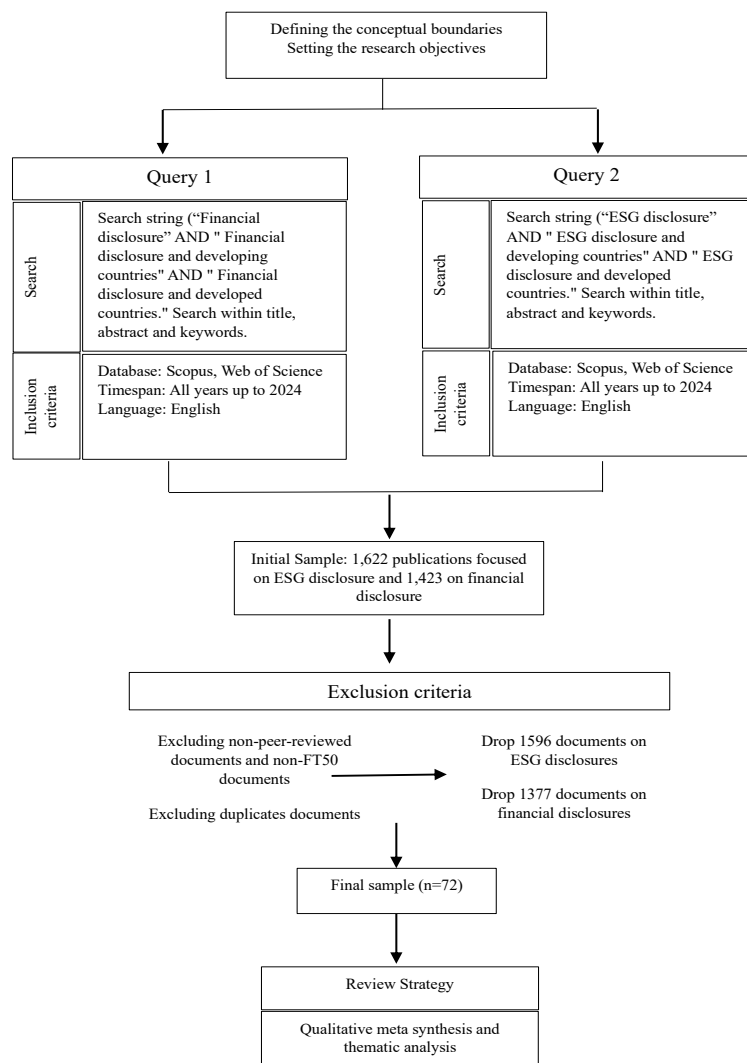 Defining the conceptual boundaries
Setting the research objectives
Query 1
Search
Search string (“Financial
disclosure” AND " Financial
disclosure and developing
countries" AND " Financial
disclosure and developed
countries." Search within title,
abstract and keywords.
Inclusion
criteria
Database: Scopus, Web of Science
Timespan: All years up to 2024
Language: English
Query 2
Search
Search string (“ESG disclosure”
AND " ESG disclosure and
developing countries" AND " ESG
disclosure and developed
countries." Search within title,
abstract and keywords.
Inclusion
criteria
Database: Scopus, Web of Science
Timespan: All years up to 2024
Language: English
Initial Sample: 1,622 publications focused
on ESG disclosure and 1,423 on financial
disclosure
Exclusion criteria
Excluding non-peer-reviewed
documents and non-FT50
documents
Excluding duplicates documents
Drop 1596 documents on
ESG disclosures
Drop 1377 documents on
financial disclosures
Final sample (n=72)
Review Strategy
Qualitative meta synthesis and
thematic analysis